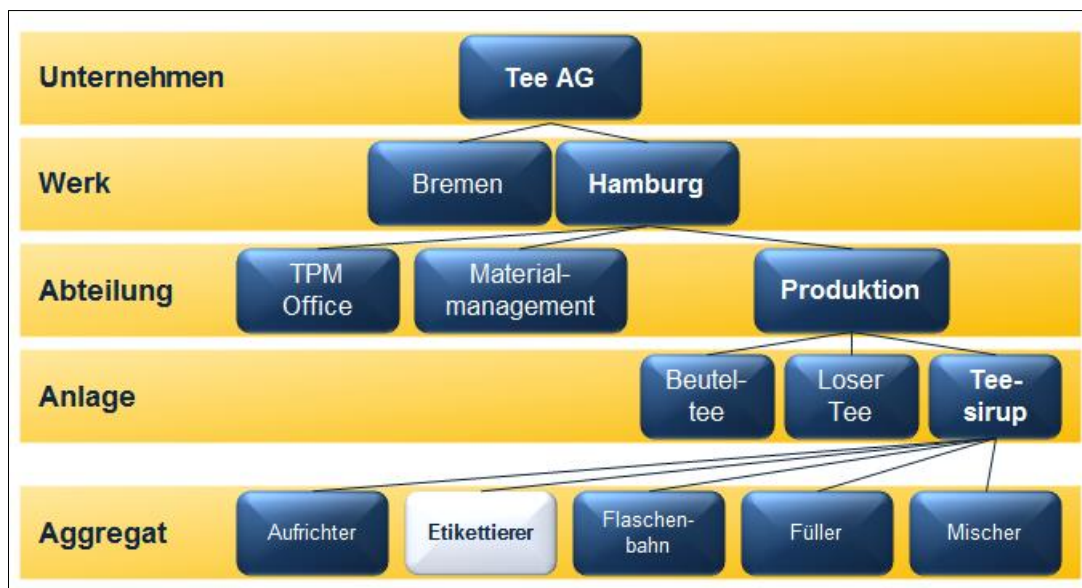 Unternehmen
Tee AG
Werk
Bremen
Hamburg
Abteilung
TPM
Office
Material-
management
Produktion
Anlage
Beutel-
tee
Loser
Tee
Tee-
sirup
Aggregat
Aufrichter
Etikettierer
Flaschen-
bahn
Füller
Mischer